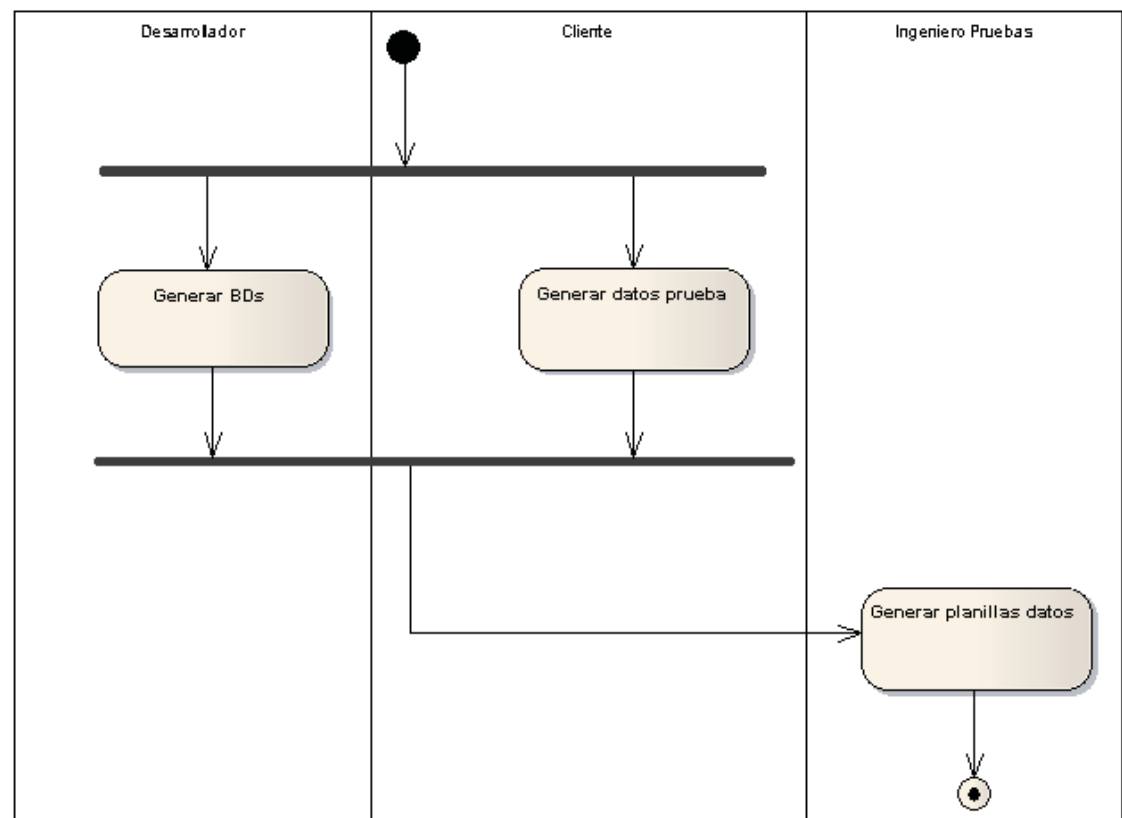 Desarrollador
Cliente
Ingeniero Pruebas
Generar BDs
Generar datos prueba
Generar planillas datos